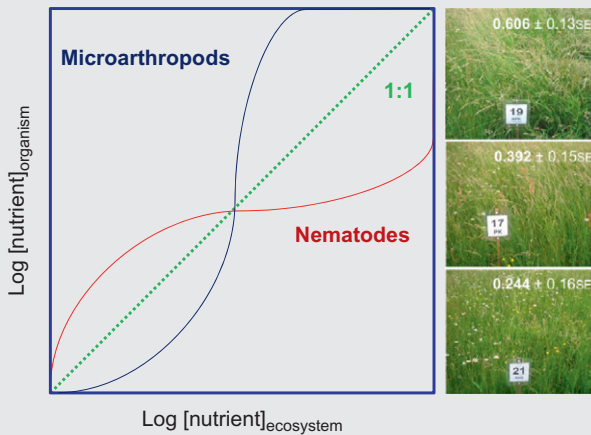 Microarthropods
1:1
Nematodes
Log [nutrient]organism
Log [nutrient]ecosystem
0.606 ± 0.13SE
19
0.392 ± 0.15SE
17
PK
0.244 ± 0.16SE
21